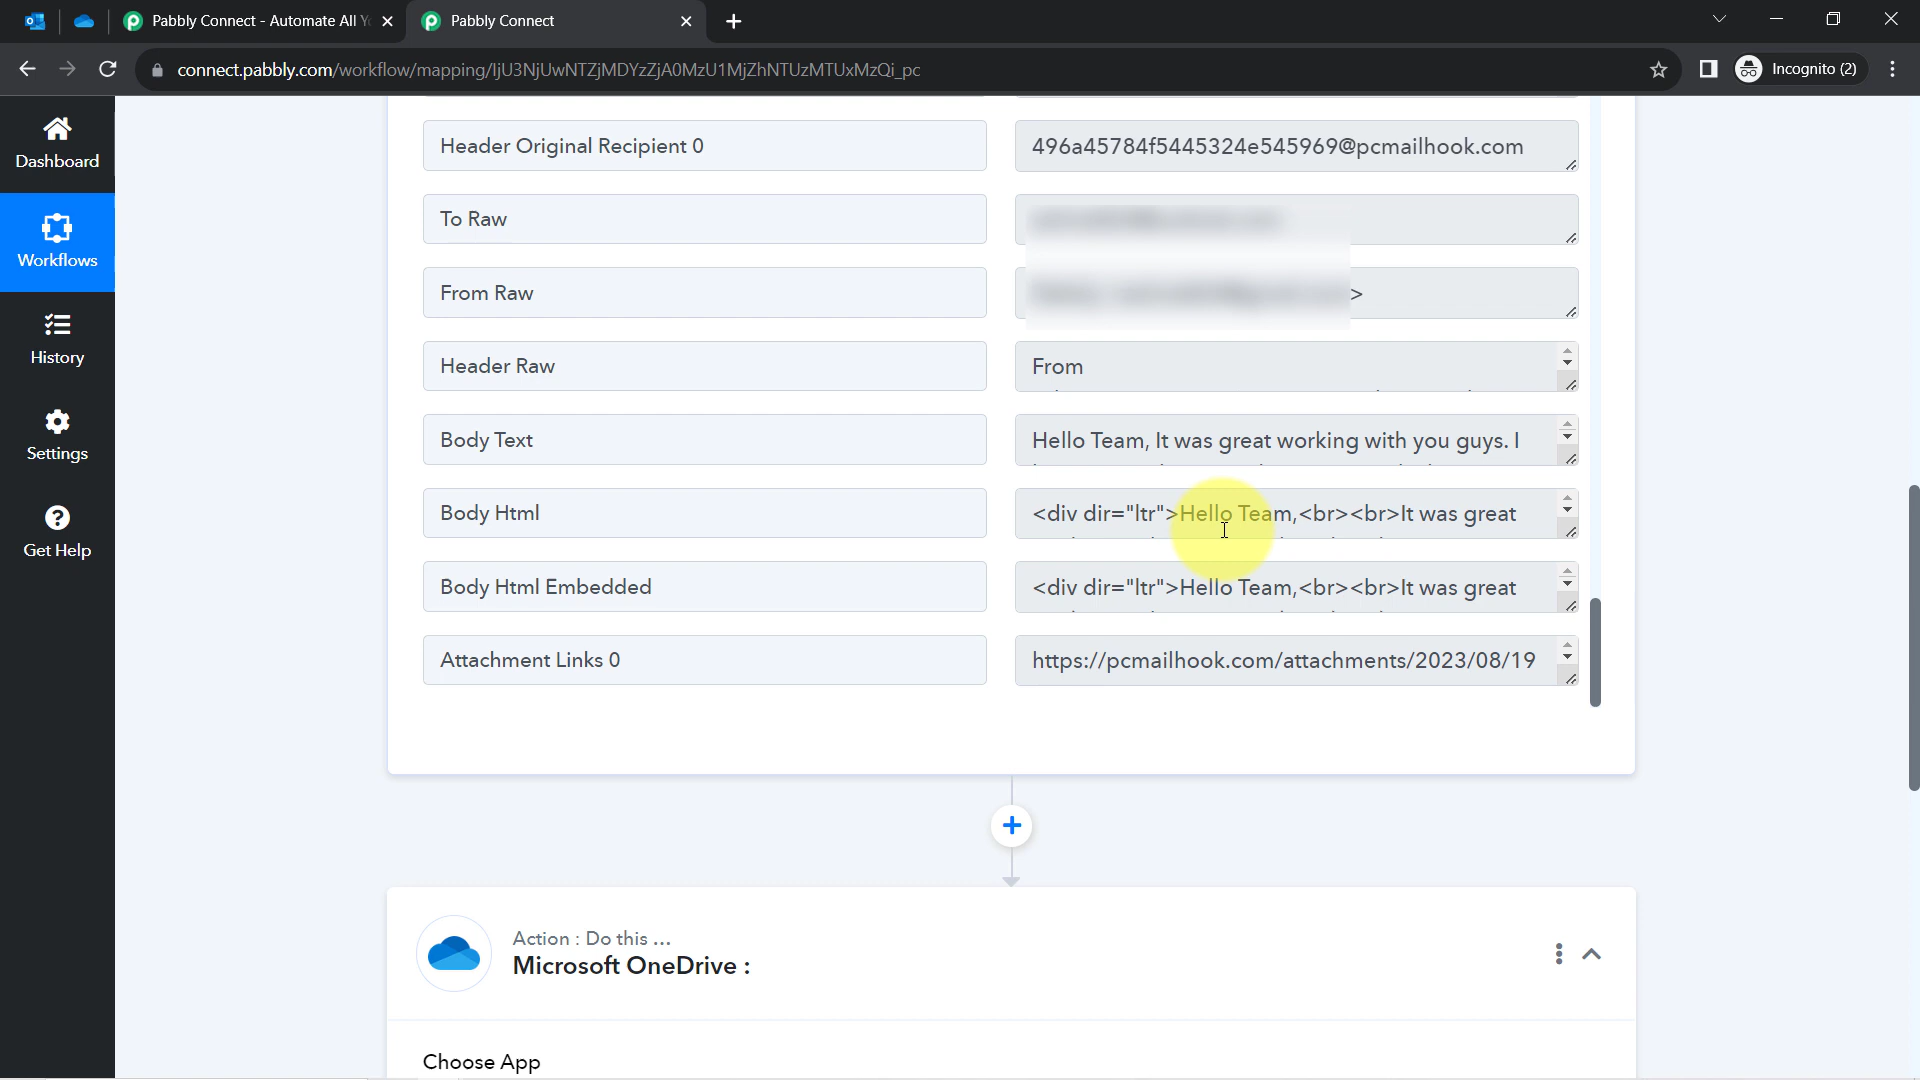 Pabbly Connect - Automate All Y
Pabbly Connect
connect.pabbly.com/workflow/mapping/IjU3NjUwNTZjMDYzZjA0MzU1MjZhNTUzMTUxMzQi_pc
Incognito (2)
Dashboard
Workflows
History
Settings
Get Help
Header Original Recipient 0
496a45784f5445324e545969@pcmailhook.com
To Raw
From Raw
>
Header Raw
From
Body Text
Hello Team, It was great working with you guys. I
Body Html
<div dir="ltr">Hello Team,<br><br>It was great
Body Html Embedded
<div dir="ltr">Hello Team,<br><br>It was great
Attachment Links 0
https://pcmailhook.com/attachments/2023/08/19
Action : Do this ...
Microsoft OneDrive :
Choose App